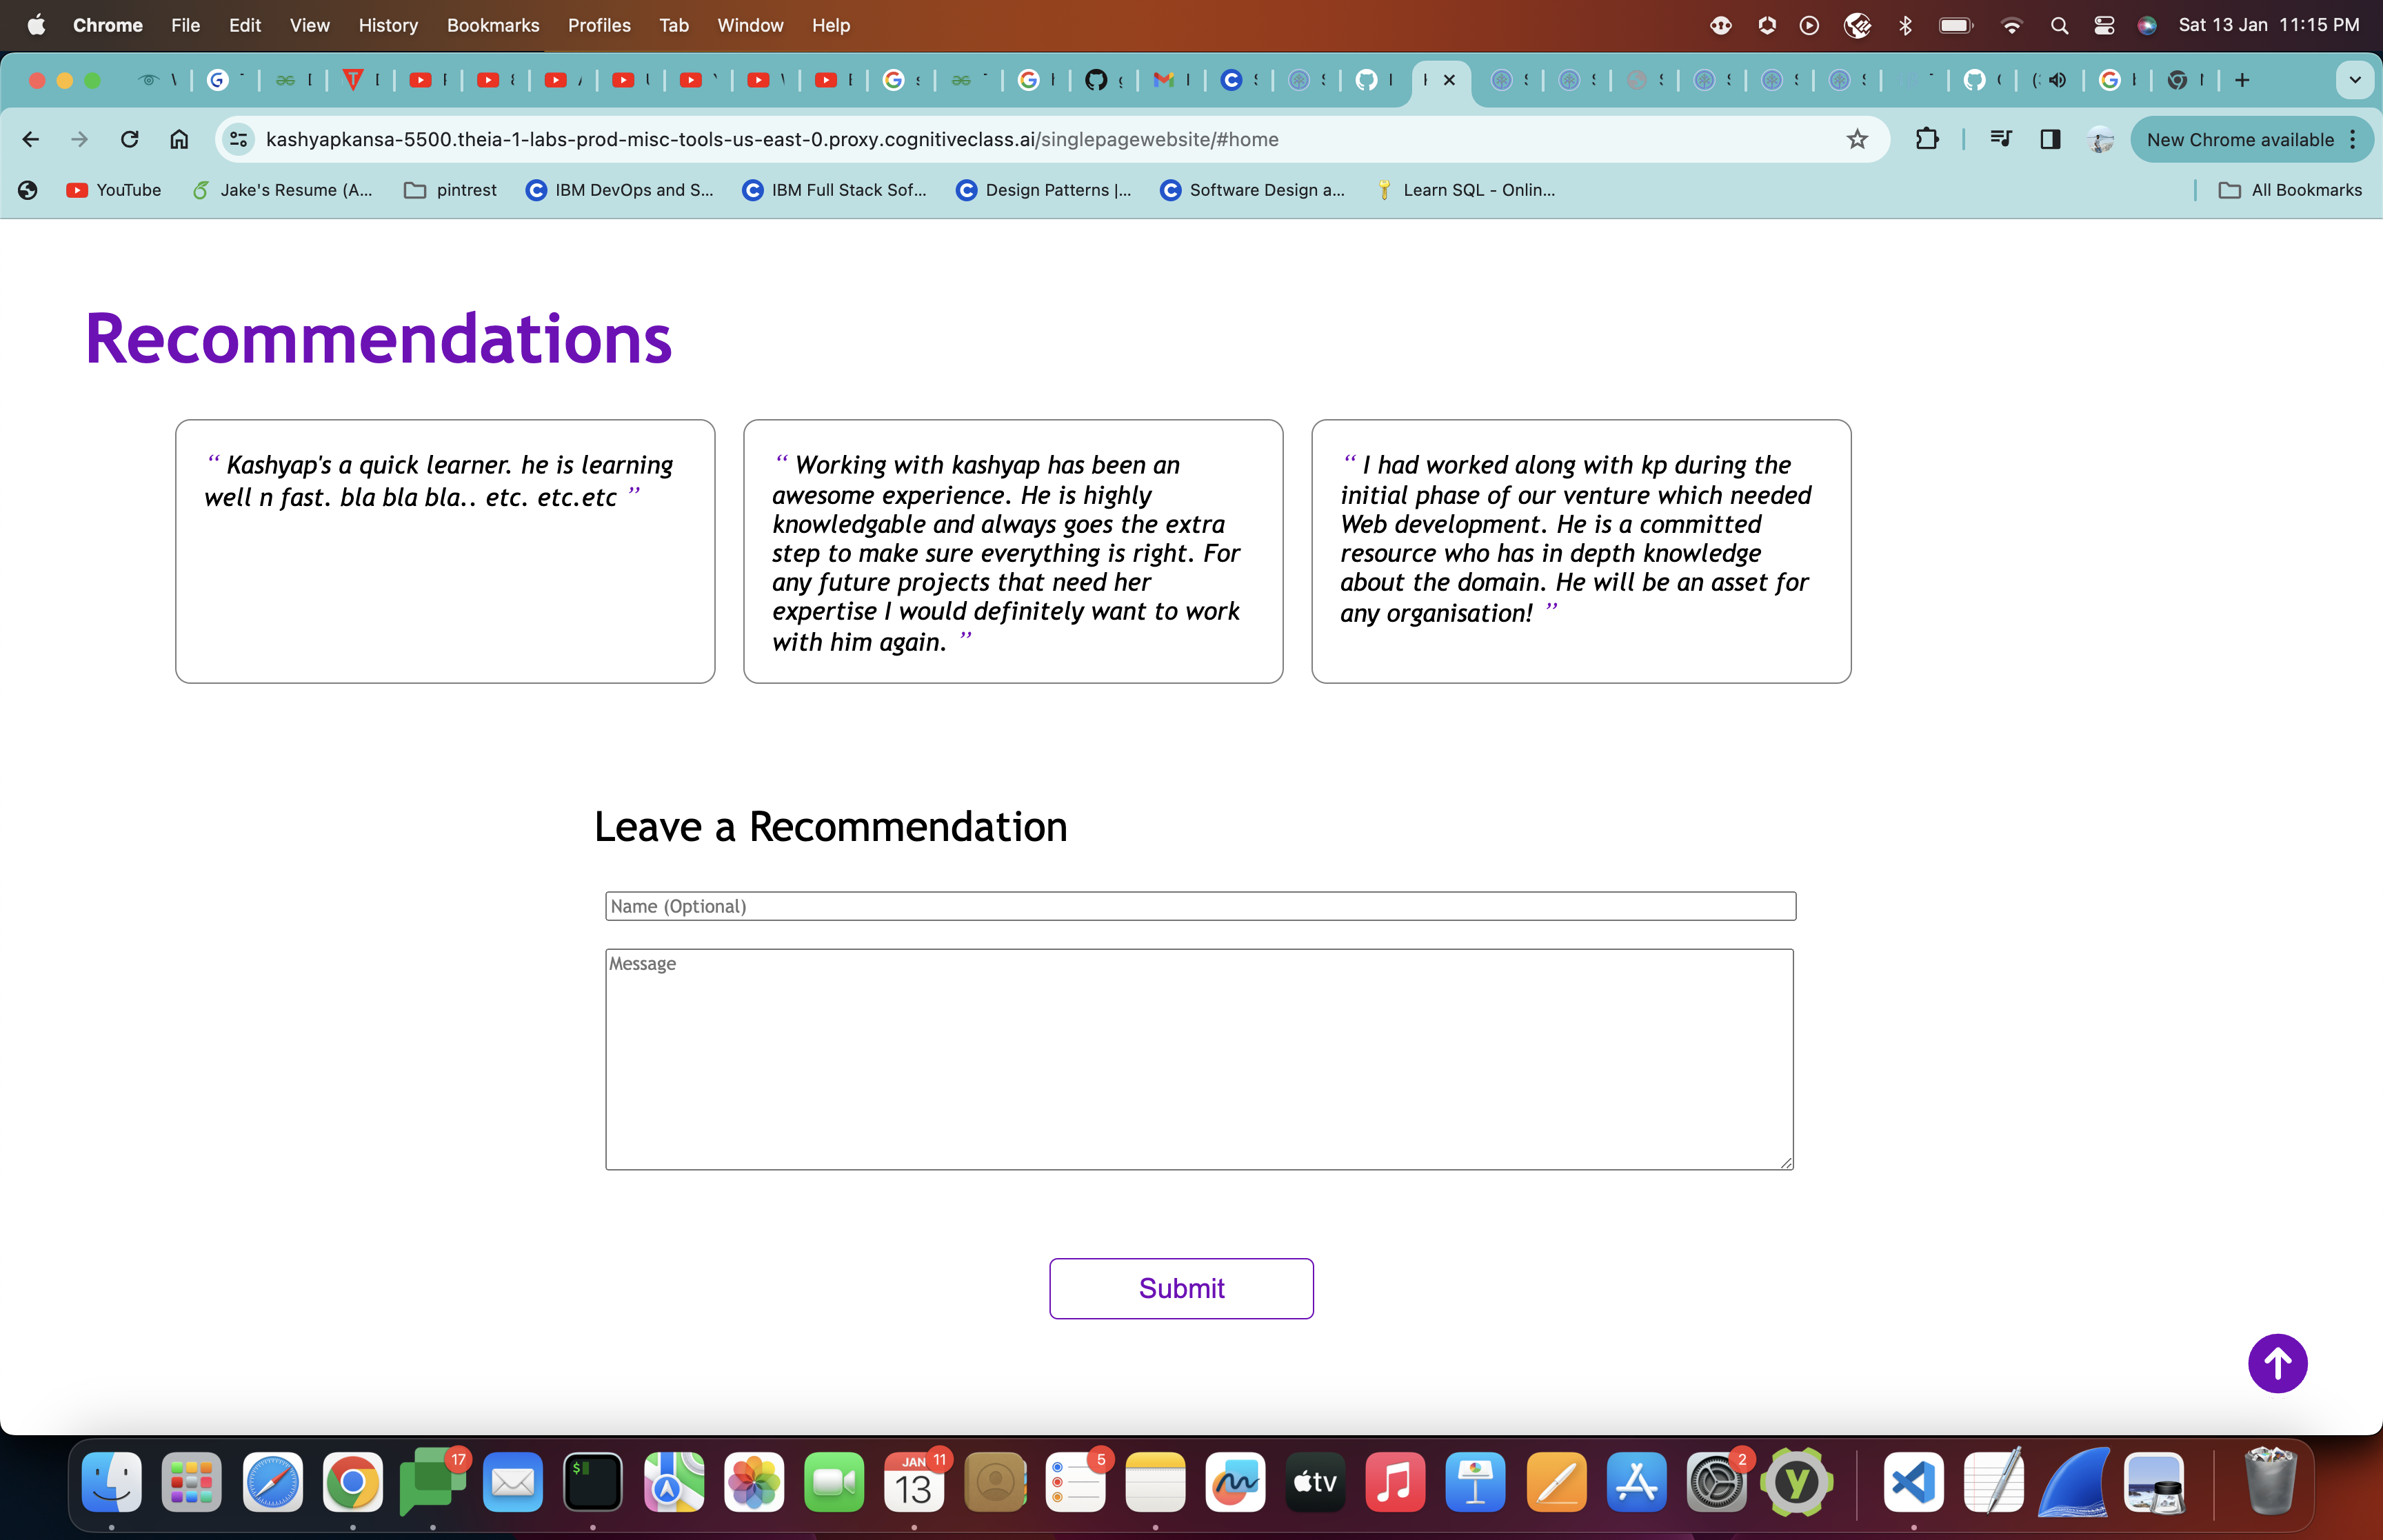 Chrome File Edit View History Bookmarks Profiles Tab Window Help Sat 13 Jan 11:15 PM
kashyapkansa-5500.theia-1-labs-prod-misc-tools-us-east-0.proxy.cognitiveclass.ai/singlepagewebsite/#home New Chrome available
YouTube Jake's Resume (A... pintrest IBM DevOps and S... IBM Full Stack Sof... Design Patterns |... Software Design a... Learn SQL - Onlin... All Bookmarks
Recommendations
“ Kashyap's a quick learner. he is learning
well n fast. bla bla bla.. etc. etc.etc ”
“ Working with kashyap has been an
awesome experience. He is highly
knowledgable and always goes the extra
step to make sure everything is right. For
any future projects that need her
expertise I would definitely want to work
with him again. ”
“ I had worked along with kp during the
initial phase of our venture which needed
Web development. He is a committed
resource who has in depth knowledge
about the domain. He will be an asset for
any organisation! ”
Leave a Recommendation
Name (Optional)
Message
Submit
17
JAN
13
11
5
tv
2